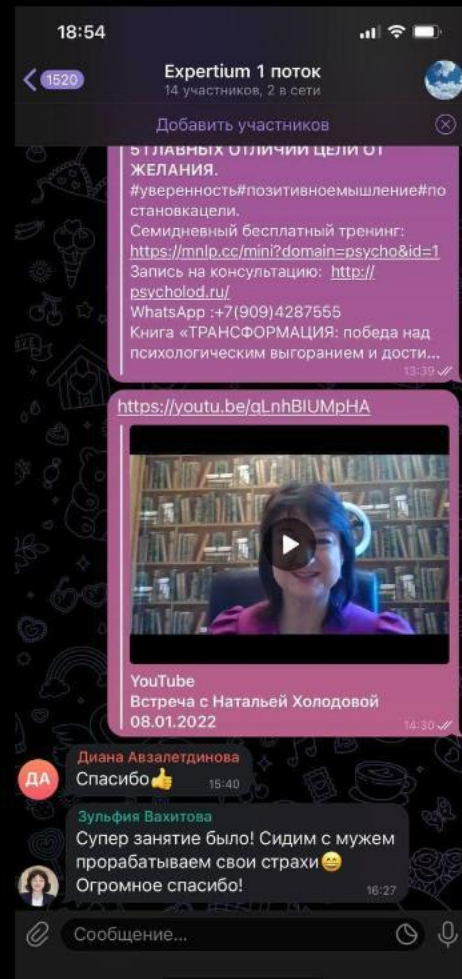 18:54
1520
Expertium 1 поток
14 участников, 2 в сети
Добавить участников
5 ГЛАВНЫХ ОТЛИЧИЙ ЦЕЛИ ОТ
ЖЕЛАНИЯ.
#уверенность#позитивноемышление#по
становкацели.
Семидневный бесплатный тренинг:
https://mnlp.cc/mini?domain=psycho&id=1
Запись на консультацию: http://
psycholod.ru/
WhatsApp :+7(909)4287555
Книга «ТРАНСФОРМАЦИЯ: победа над
психологическим выгоранием и дости...
13:39
https://youtu.be/qLnhBIUMpHA
YouTube
Встреча с Натальей Холодовой
08.01.2022
14:30
Диана Авзалетдинова
ДА
Спасибо👍
15:40
Зульфия Вахитова
Супер занятие было! Сидим с мужем
прорабатываем свои страхи😄
Огромное спасибо!
16:27
Сообщение...